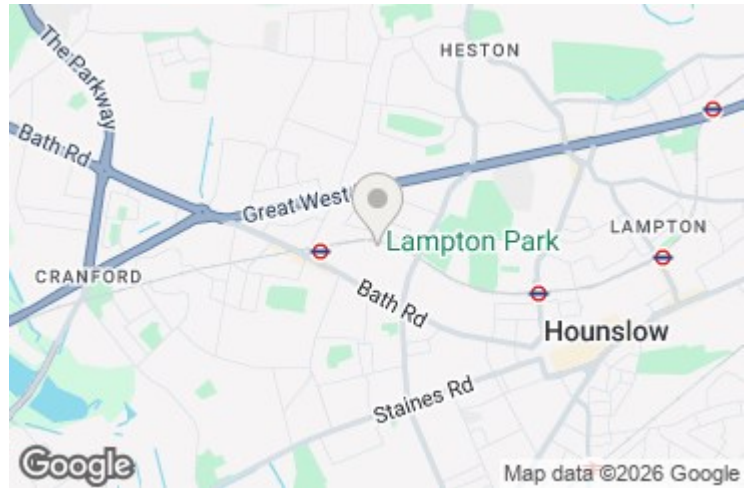 The Parkway
HESTON
Bath Rd
Great West
Lampton Park
LAMPTON
CRANFORD
Bath Rd
Hounslow
Staines Rd
Google
Map data ©2026 Google